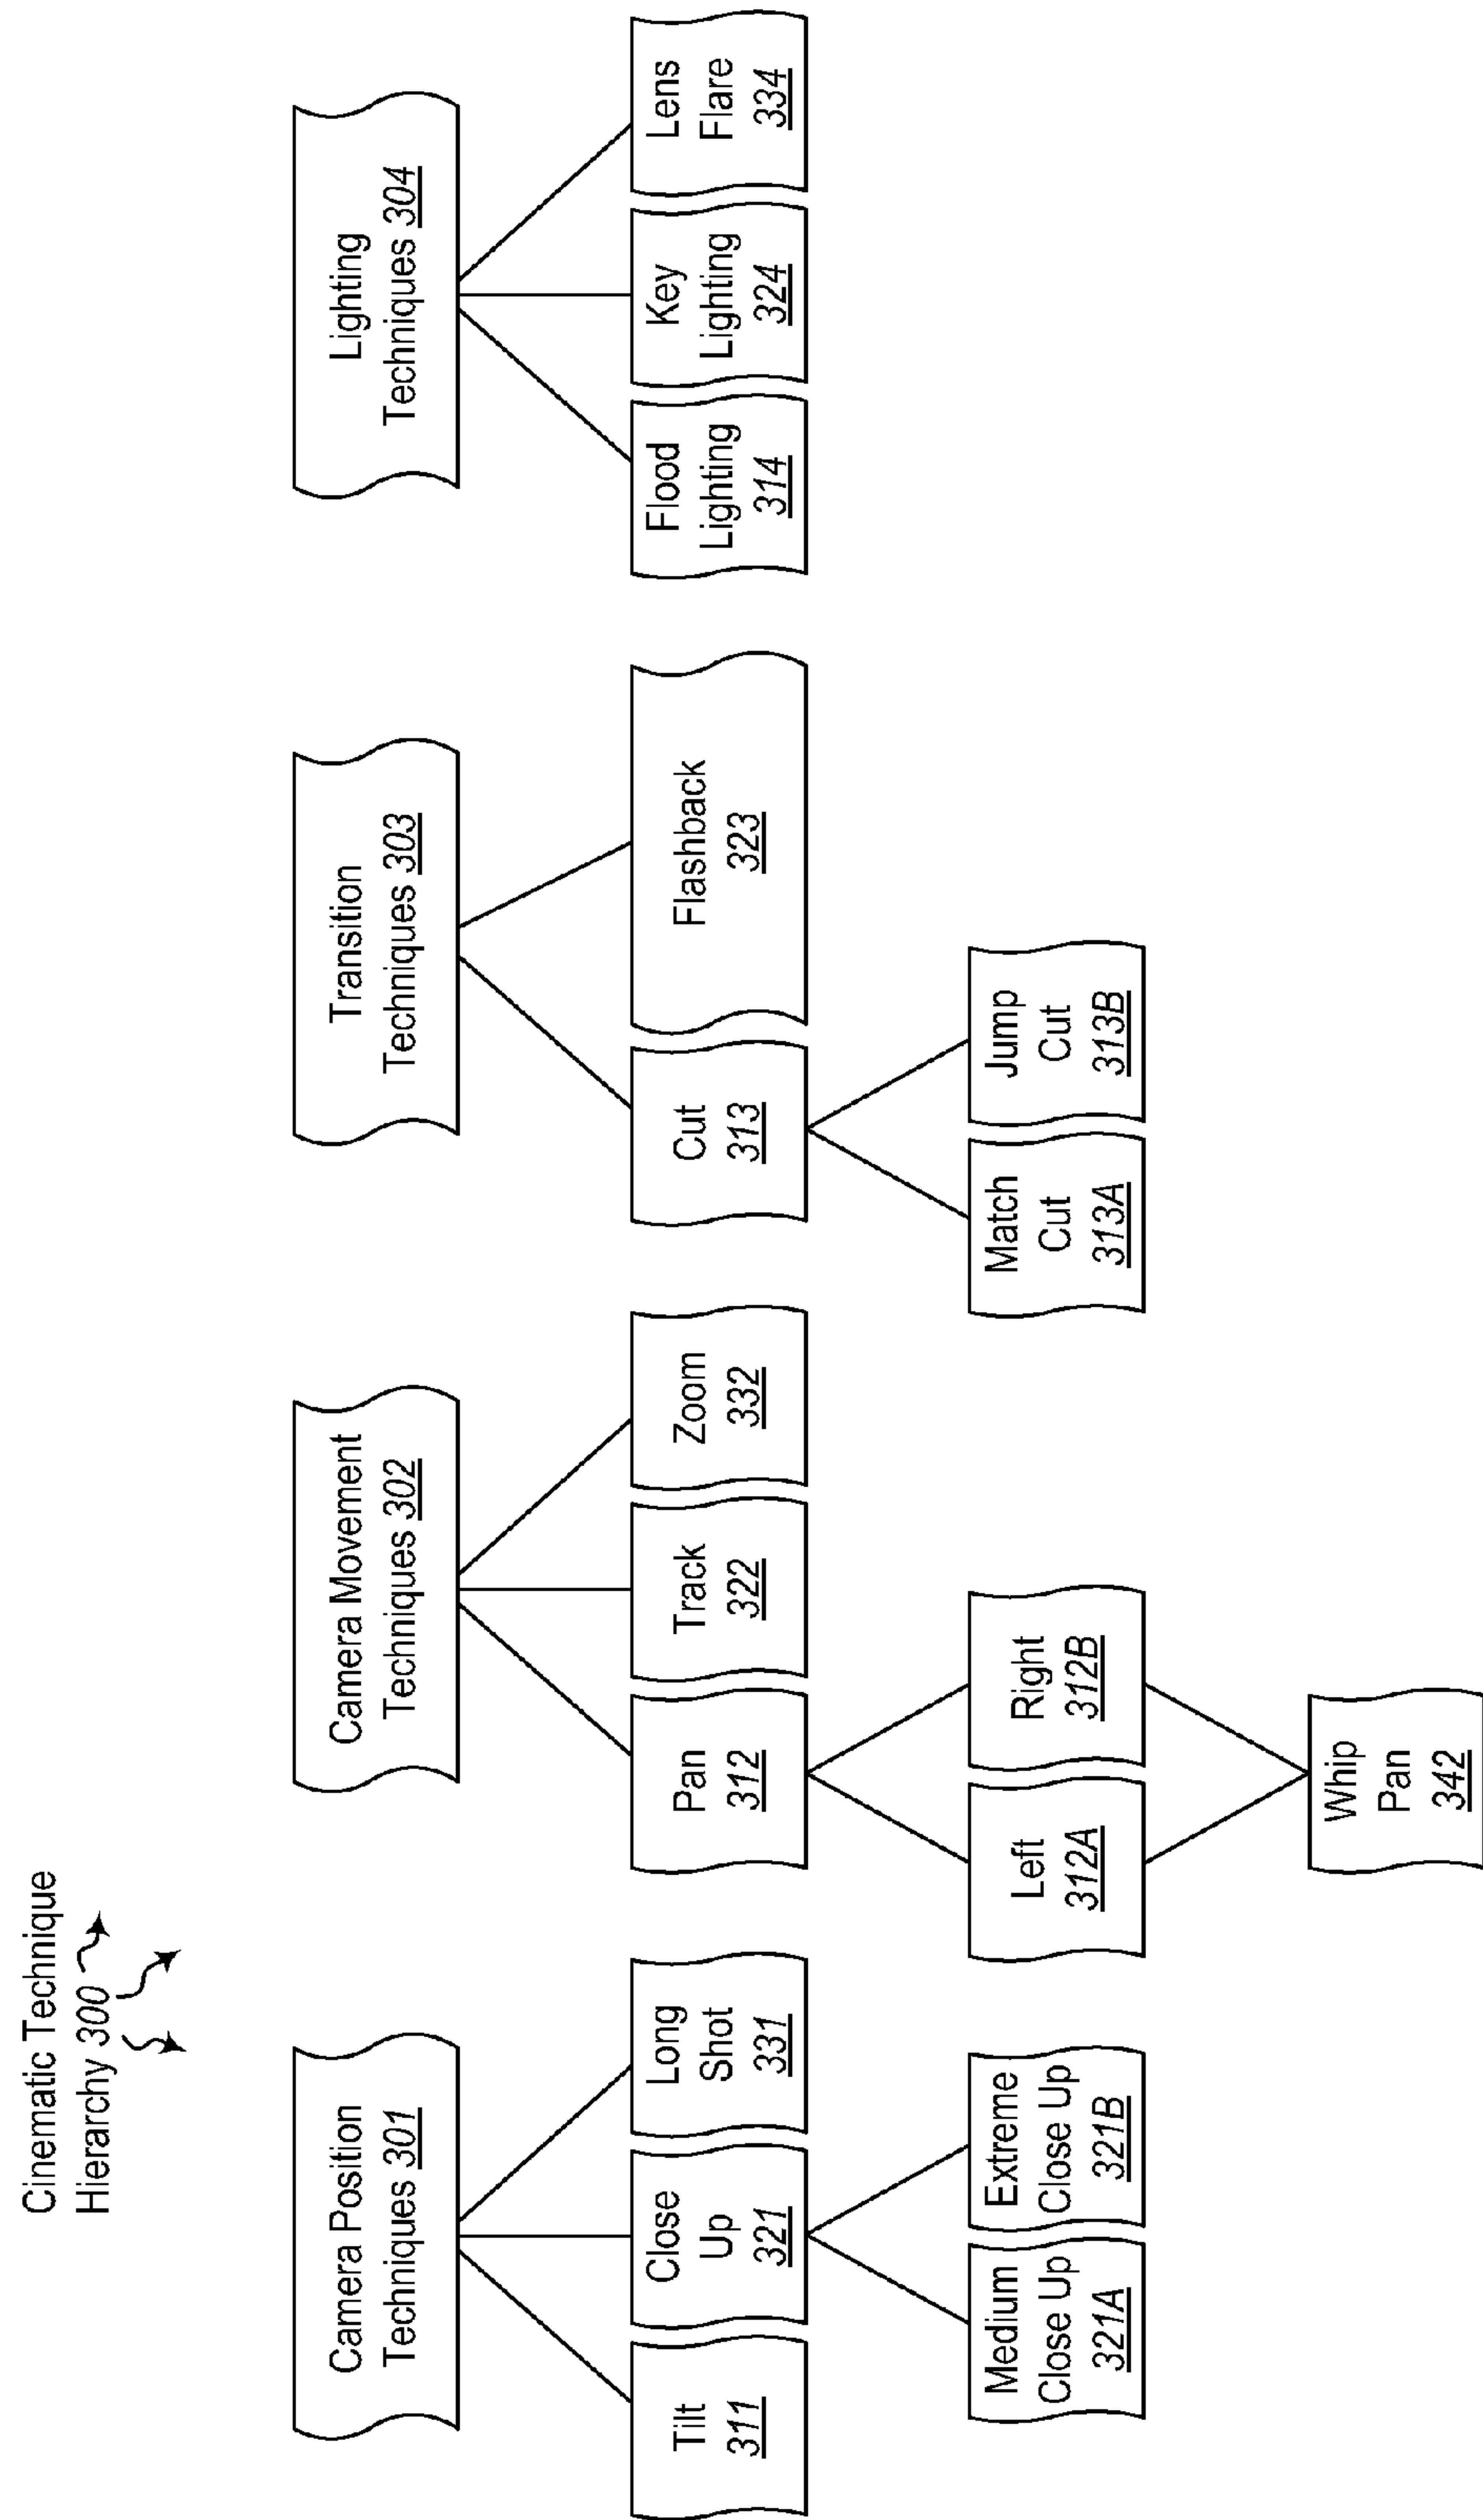 Cinematic Technique
Hierarchy 300
Camera Position
Techniques 301
Camera Movement
Techniques 302
Transition
Techniques 303
Lighting
Techniques 304
Tilt
311
Close
Up
321
Long
Shot
331
Pan
312
Track
322
Zoom
332
Cut
313
Flashback
323
Flood
Lighting
314
Key
Lighting
324
Lens
Flare
334
Medium
Close Up
321A
Extreme
Close Up
321B
Left
312A
Right
312B
Match
Cut
313A
Jump
Cut
313B
Whip
Pan
342